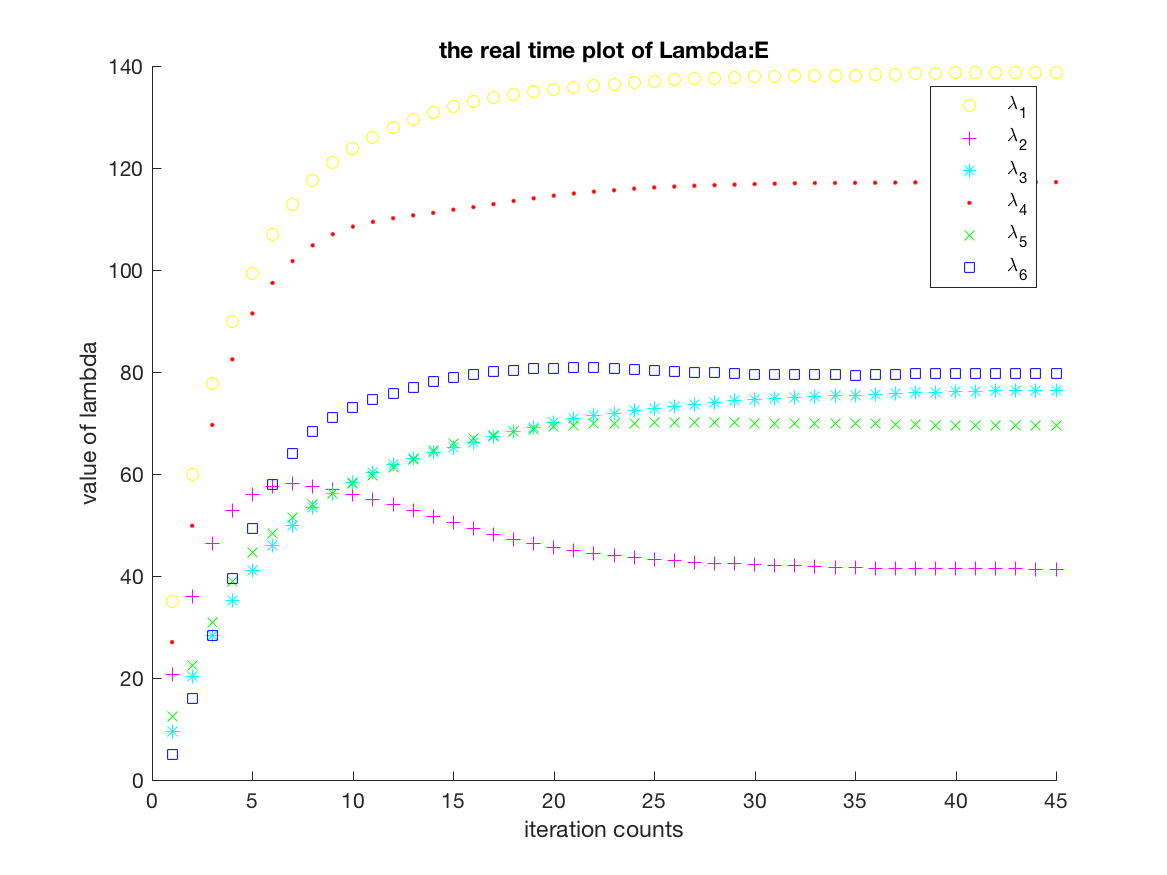 the real time plot of Lambda:E
140
120
100
80
60
40
20
0
value of lambda
λ1
λ2
λ3
λ4
λ5
λ6
0 5 10 15 20 25 30 35 40 45
iteration counts